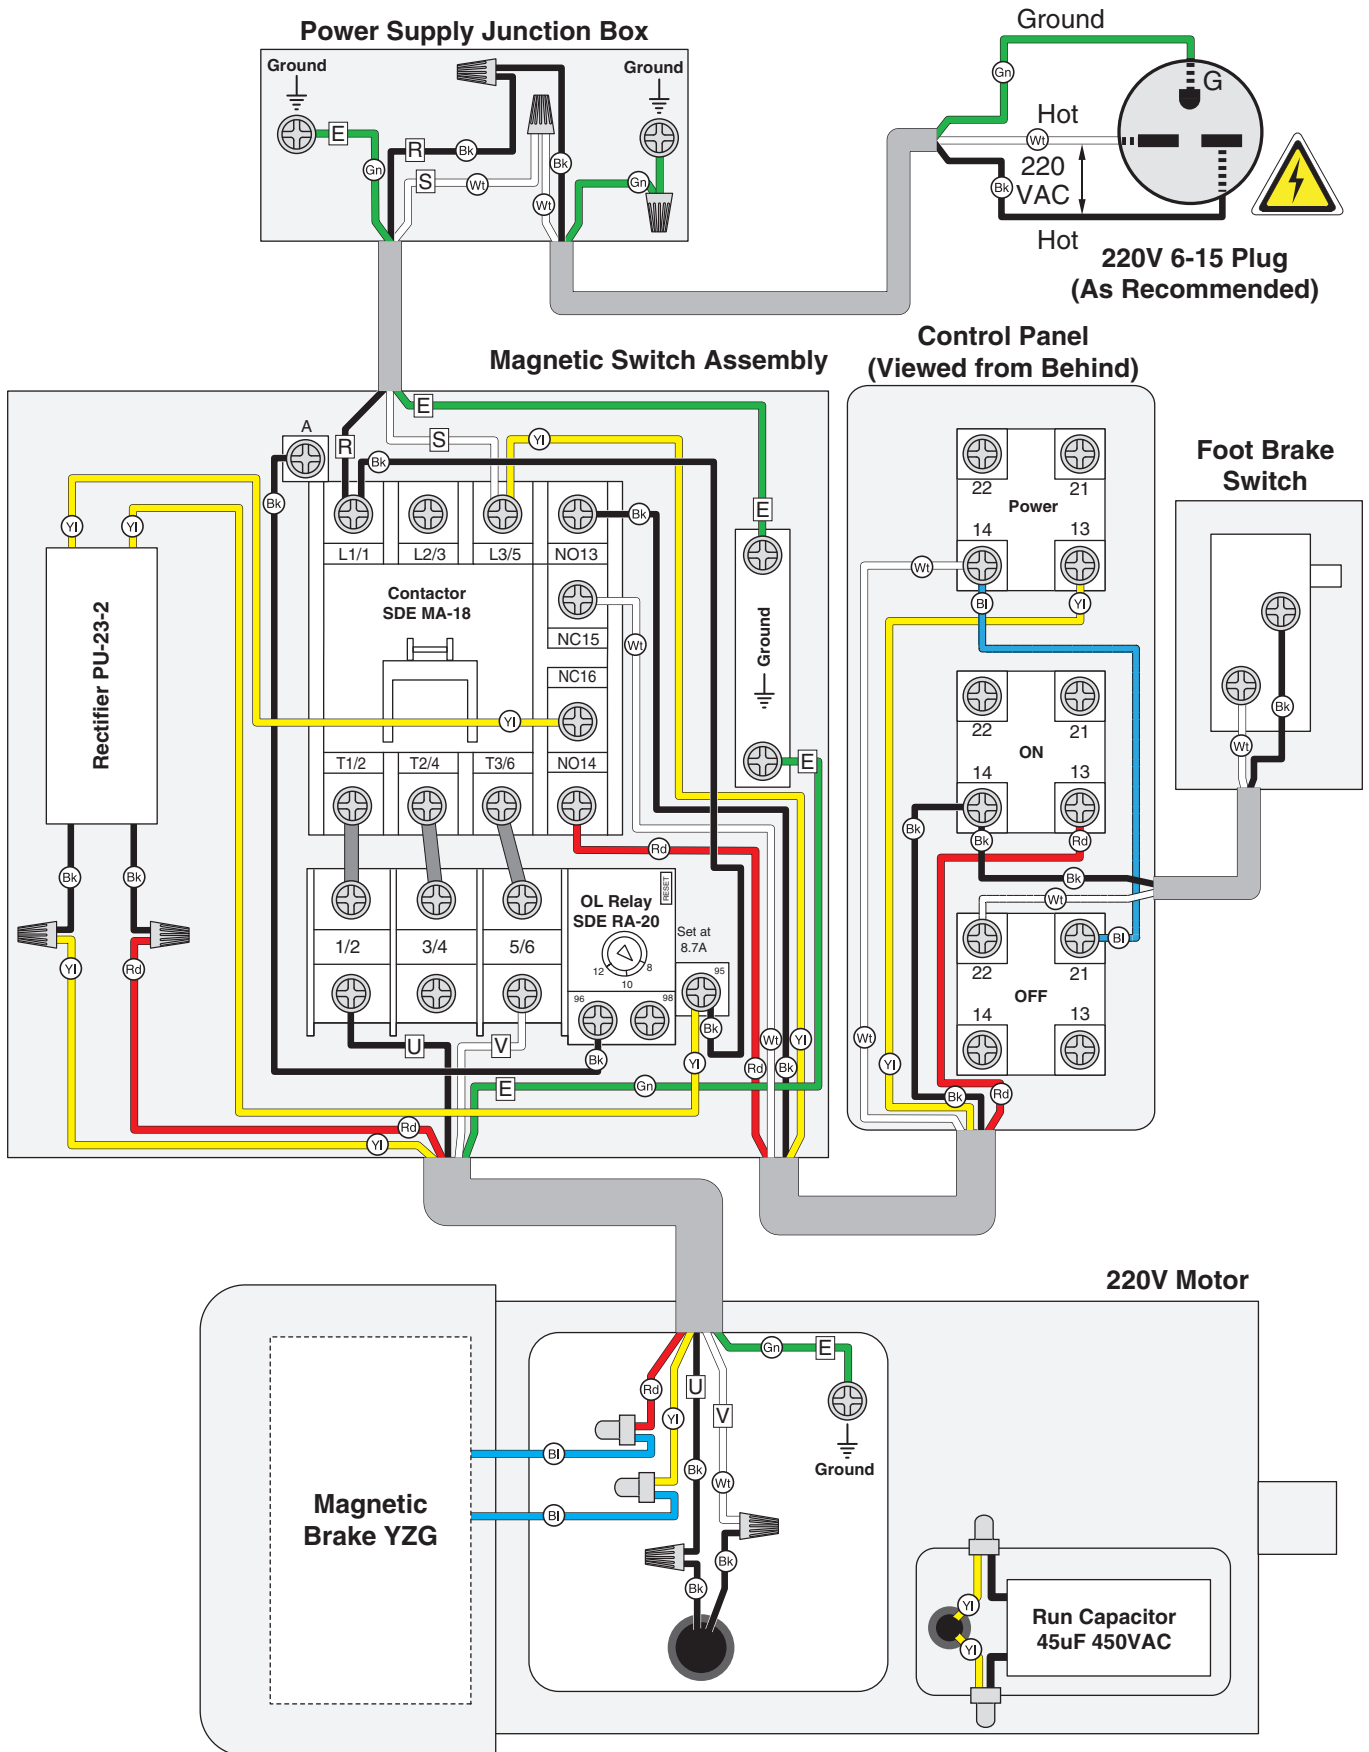 Power Supply Junction Box
Ground
Ground
E
R
Bk
S
Wt
Gn
Bk
Wt
Gn
Ground
Gn
G
Hot
Wt
220
VAC
Bk
Hot
220V 6-15 Plug
(As Recommended)
Magnetic Switch Assembly
A
E
R
S
Yl
Bk
Bk
Yl
Yl
Bk
E
L1/1
L2/3
L3/5
NO13
Contactor
SDE MA-18
NC15
Wt
NC16
Yl
T1/2
T2/4
T3/6
NO14
Ground
E
Rectifier PU-23-2
Bk
Bk
Yl
Rd
Rd
OL Relay
SDE RA-20
RESET
Set at
8.7A
12
8
10
1/2
3/4
5/6
96
98
95
Bk
U
V
Bk
Yl
Wt
Yl
Rd
Bk
E
Gn
Rd
Yl
Control Panel
(Viewed from Behind)
22
21
Power
14
13
Wt
Bl
Yl
22
21
ON
14
13
Bk
Bk
Rd
Bk
Wt
Bl
22
21
OFF
14
13
Wt
Yl
Bk
Bk
Rd
Foot Brake
Switch
Bk
Wt
220V Motor
Gn
E
Rd
U
Yl
V
Ground
Bl
Bk
Wt
Bl
Bk
Bk
Magnetic
Brake YZG
Yl
Yl
Run Capacitor
45uF 450VAC